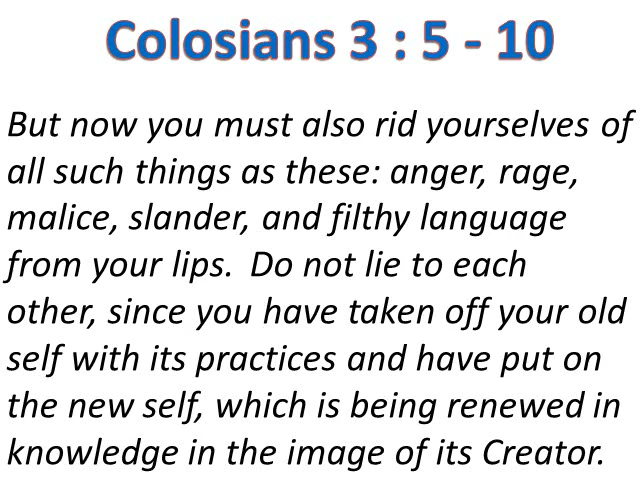 Colosians 3 : 5 - 10
But now you must also rid yourselves of
all such things as these: anger, rage,
malice, slander, and filthy language
from your lips.  Do not lie to each
other, since you have taken off your old
self with its practices and have put on
the new self, which is being renewed in
knowledge in the image of its Creator.